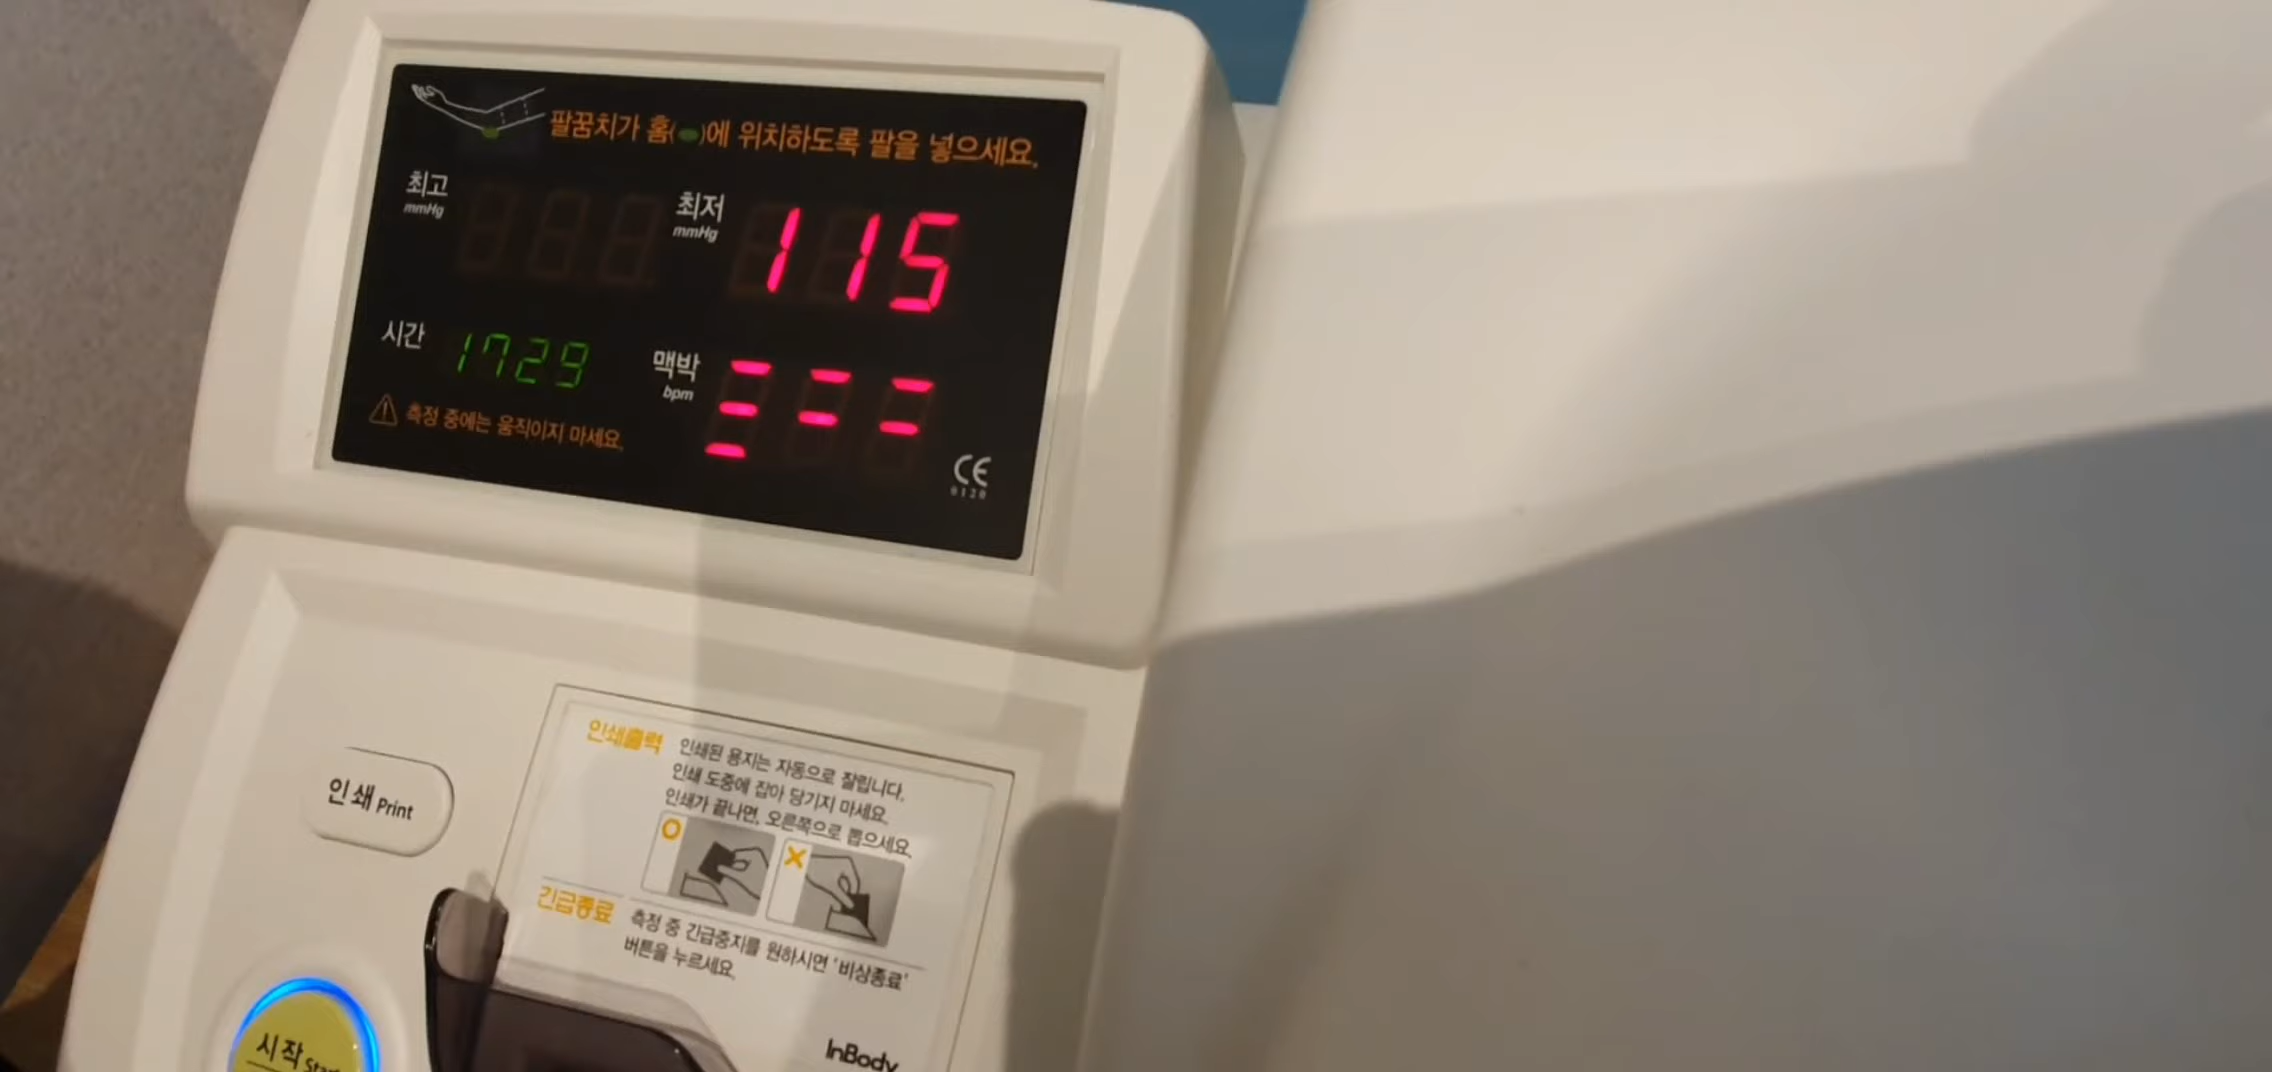 팔꿈치가 홈( )에 위치하도록 팔을 넣으세요.
최고
mmHg
최저
mmHg
115
시간
1729
맥박
bpm
측정 중에는 움직이지 마세요.
CE
0120
인쇄 Print
인쇄출력
인쇄된 용지는 자동으로 잘립니다.
인쇄 도중에 잡아 당기지 마세요.
인쇄가 끝나면, 오른쪽으로 뽑으세요.
O
X
긴급종료
측정 중 긴급중지를 원하시면 '비상종료'
버튼을 누르세요.
시작
InBody